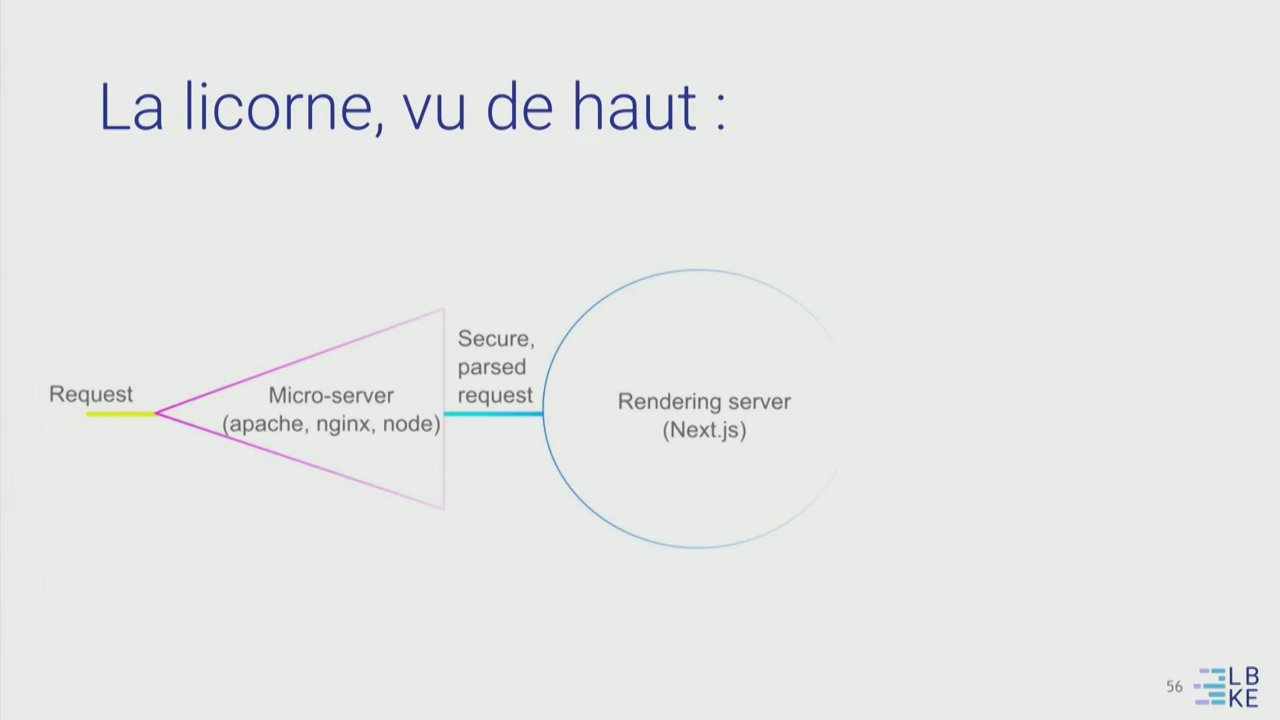 La licorne, vu de haut :
Request
Micro-server
(apache, nginx, node)
Secure,
parsed
request
Rendering server
(Next.js)
56
LB
KE